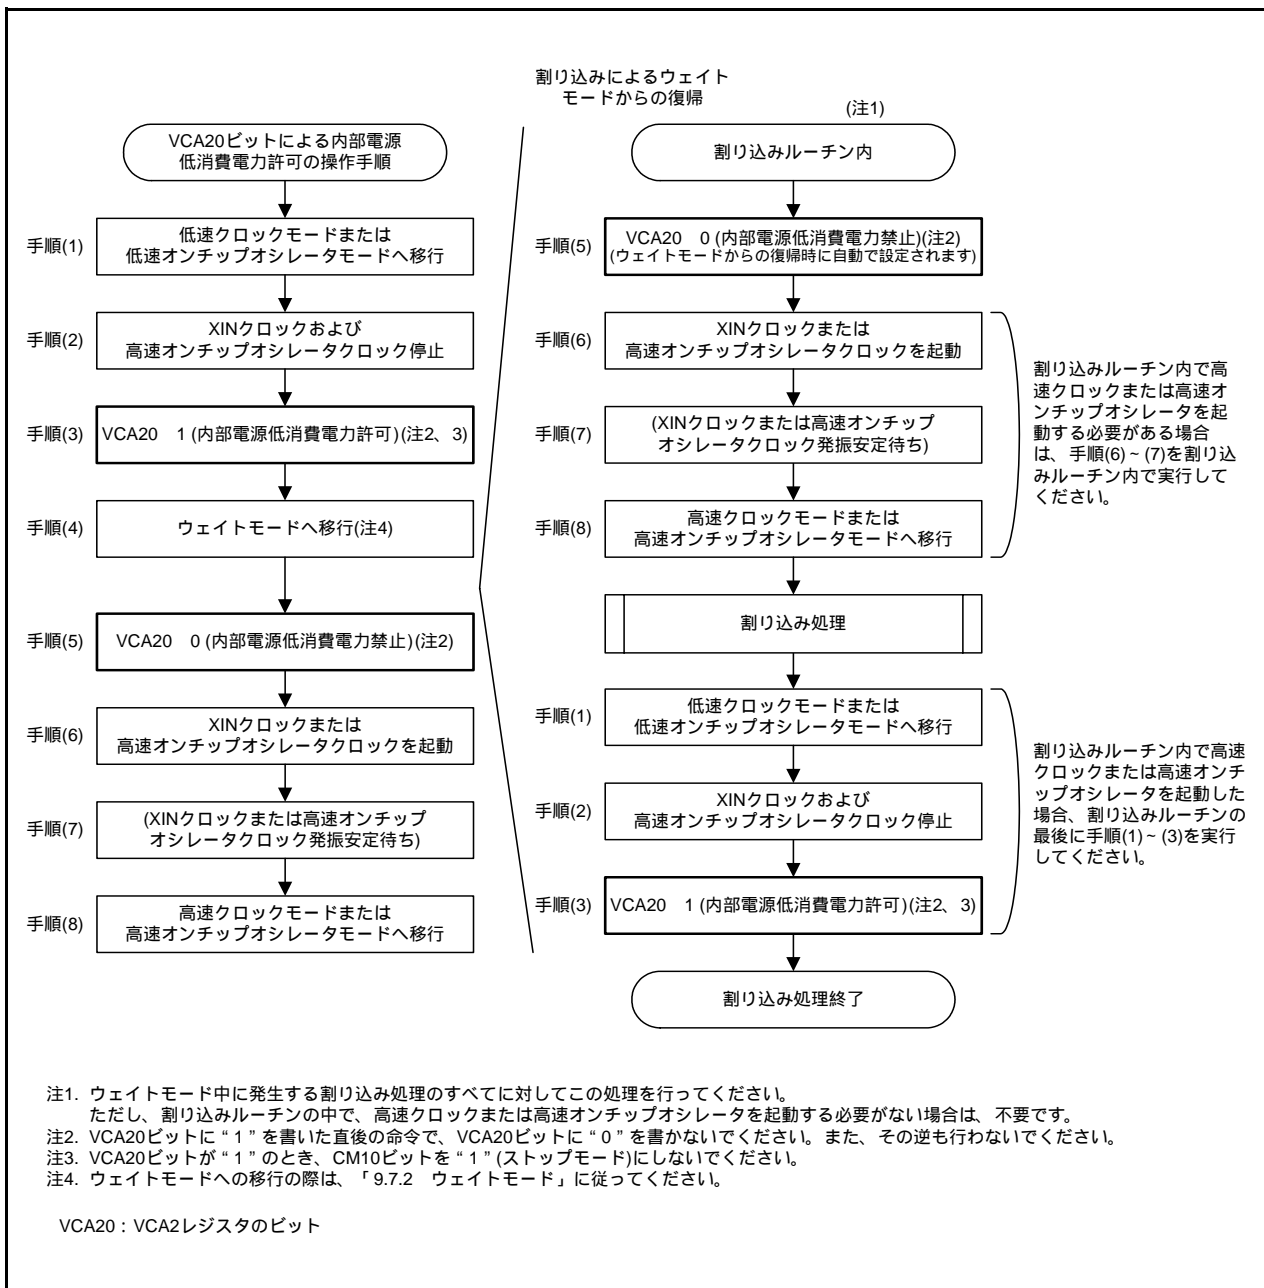 割り込みによるウェイト
モードからの復帰
VCA20ビットによる内部電源
低消費電力許可の操作手順
手順(1)
低速クロックモードまたは
低速オンチップオシレータモードへ移行
手順(2)
XINクロックおよび
高速オンチップオシレータクロック停止
手順(3)
VCA20 1 (内部電源低消費電力許可)(注2、3)
手順(4)
ウェイトモードへ移行(注4)
手順(5)
VCA20 0 (内部電源低消費電力禁止)(注2)
手順(6)
XINクロックまたは
高速オンチップオシレータクロックを起動
手順(7)
(XINクロックまたは高速オンチップ
オシレータクロック発振安定待ち)
手順(8)
高速クロックモードまたは
高速オンチップオシレータモードへ移行
(注1)
割り込みルーチン内
手順(5)
VCA20 0 (内部電源低消費電力禁止)(注2)
(ウェイトモードからの復帰時に自動で設定されます)
手順(6)
XINクロックまたは
高速オンチップオシレータクロックを起動
手順(7)
(XINクロックまたは高速オンチップ
オシレータクロック発振安定待ち)
手順(8)
高速クロックモードまたは
高速オンチップオシレータモードへ移行
割り込みルーチン内で高
速クロックまたは高速オ
ンチップオシレータを起
動する必要がある場合
は、手順(6)~(7)を割り込
みルーチン内で実行して
ください。
割り込み処理
手順(1)
低速クロックモードまたは
低速オンチップオシレータモードへ移行
手順(2)
XINクロックおよび
高速オンチップオシレータクロック停止
手順(3)
VCA20 1 (内部電源低消費電力許可)(注2、3)
割り込みルーチン内で高速
クロックまたは高速オンチ
ップオシレータを起動した
場合、割り込みルーチンの
最後に手順(1)~(3)を実行
してください。
割り込み処理終了
注1. ウェイトモード中に発生する割り込み処理のすべてに対してこの処理を行ってください。
ただし、割り込みルーチンの中で、高速クロックまたは高速オンチップオシレータを起動する必要がない場合は、不要です。
注2. VCA20ビットに“1”を書いた直後の命令で、VCA20ビットに“0”を書かないでください。また、その逆も行わないでください。
注3. VCA20ビットが“1”のとき、CM10ビットを“1”(ストップモード)にしないでください。
注4. ウェイトモードへの移行の際は、「9.7.2 ウェイトモード」に従ってください。
VCA20：VCA2レジスタのビット